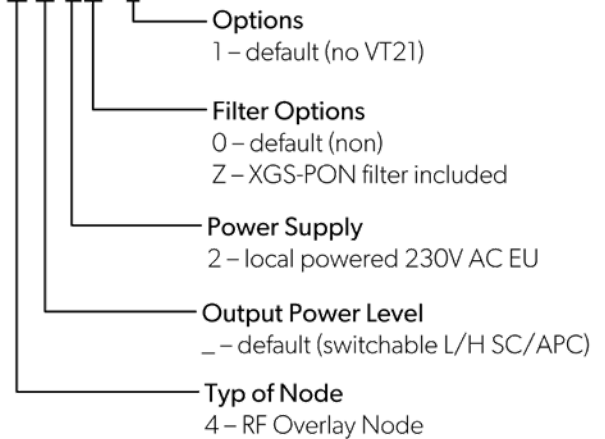 Options
1 – default (no VT21)
Filter Options
0 – default (non)
Z – XGS-PON filter included
Power Supply
2 – local powered 230V AC EU
Output Power Level
_ – default (switchable L/H SC/APC)
Typ of Node
4 – RF Overlay Node